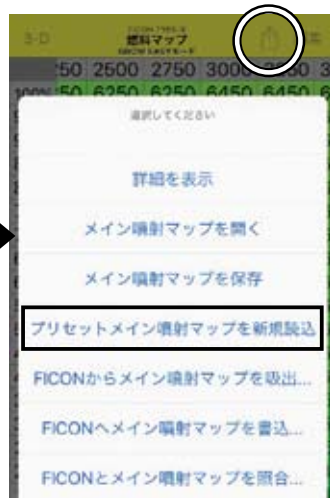 3-D
FICON TYPE-X
燃料マップ
250 2500 2750 3000
100% 50 6250 6250 6450 6450
選択してください
詳細を表示
メイン噴射マップを開く
メイン噴射マップを保存
プリセットメイン噴射マップを新規読込
FICONからメイン噴射マップを吸出...
FICONへメイン噴射マップを書込...
FICONとメイン噴射マップを照合...